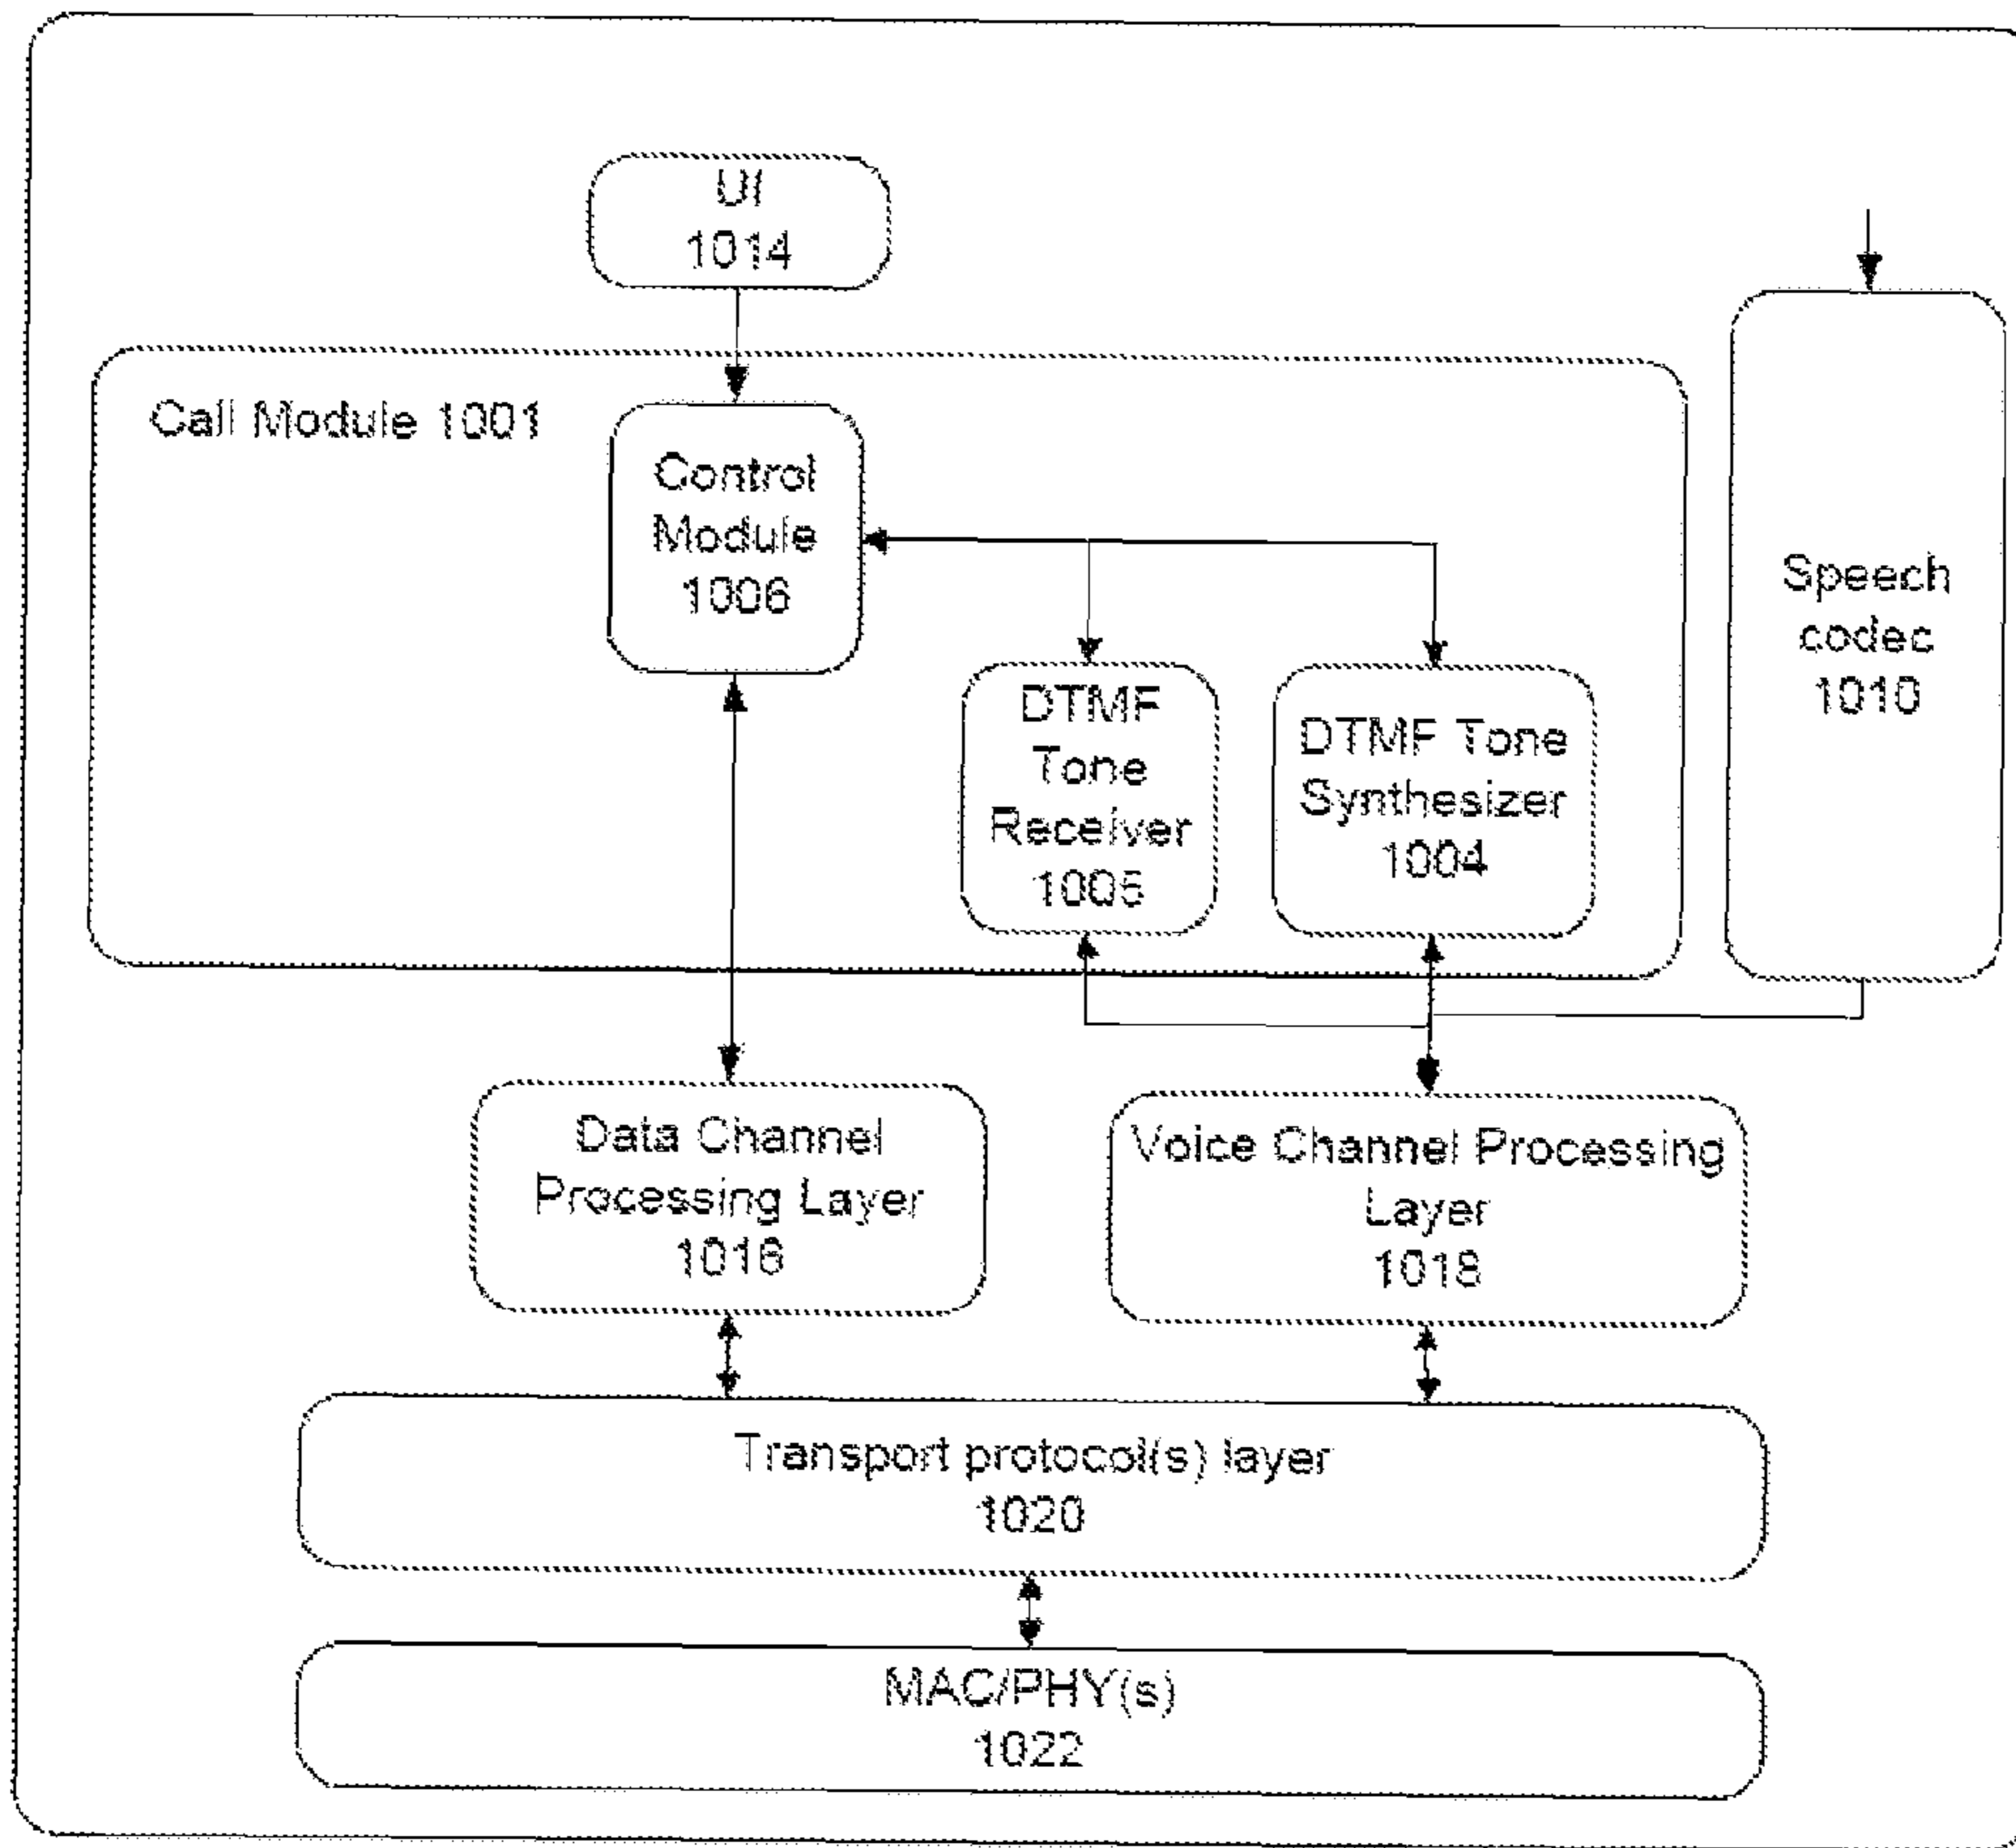 UI
1014
Call Module 1001
Control
Module
1006
Speech
codec
1010
DTMF
Tone
Receiver
1005
DTMF Tone
Synthesizer
1004
Data Channel
Processing Layer
1016
Voice Channel Processing
Layer
1018
Transport protocol(s) layer
1020
MAC/PHY(s)
1022